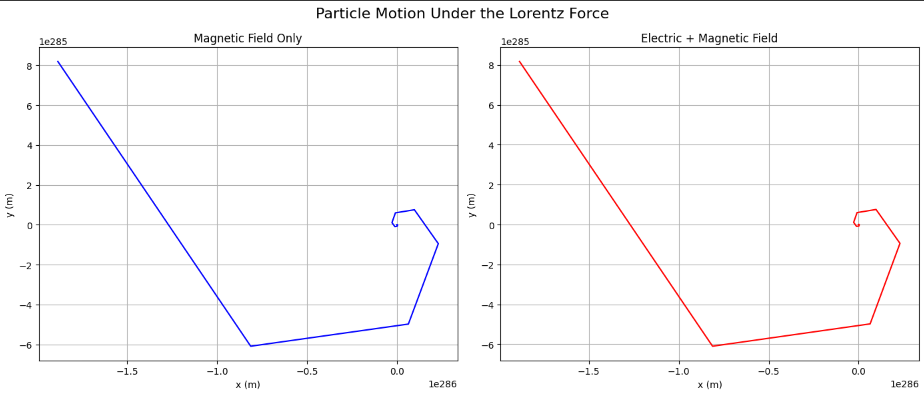 Particle Motion Under the Lorentz Force
Magnetic Field Only
1e285
8
6
4
2
0
−2
−4
−6
y (m)
−1.5
−1.0
−0.5
0.0
x (m)
1e286
Electric + Magnetic Field
1e285
8
6
4
2
0
−2
−4
−6
y (m)
−1.5
−1.0
−0.5
0.0
x (m)
1e286